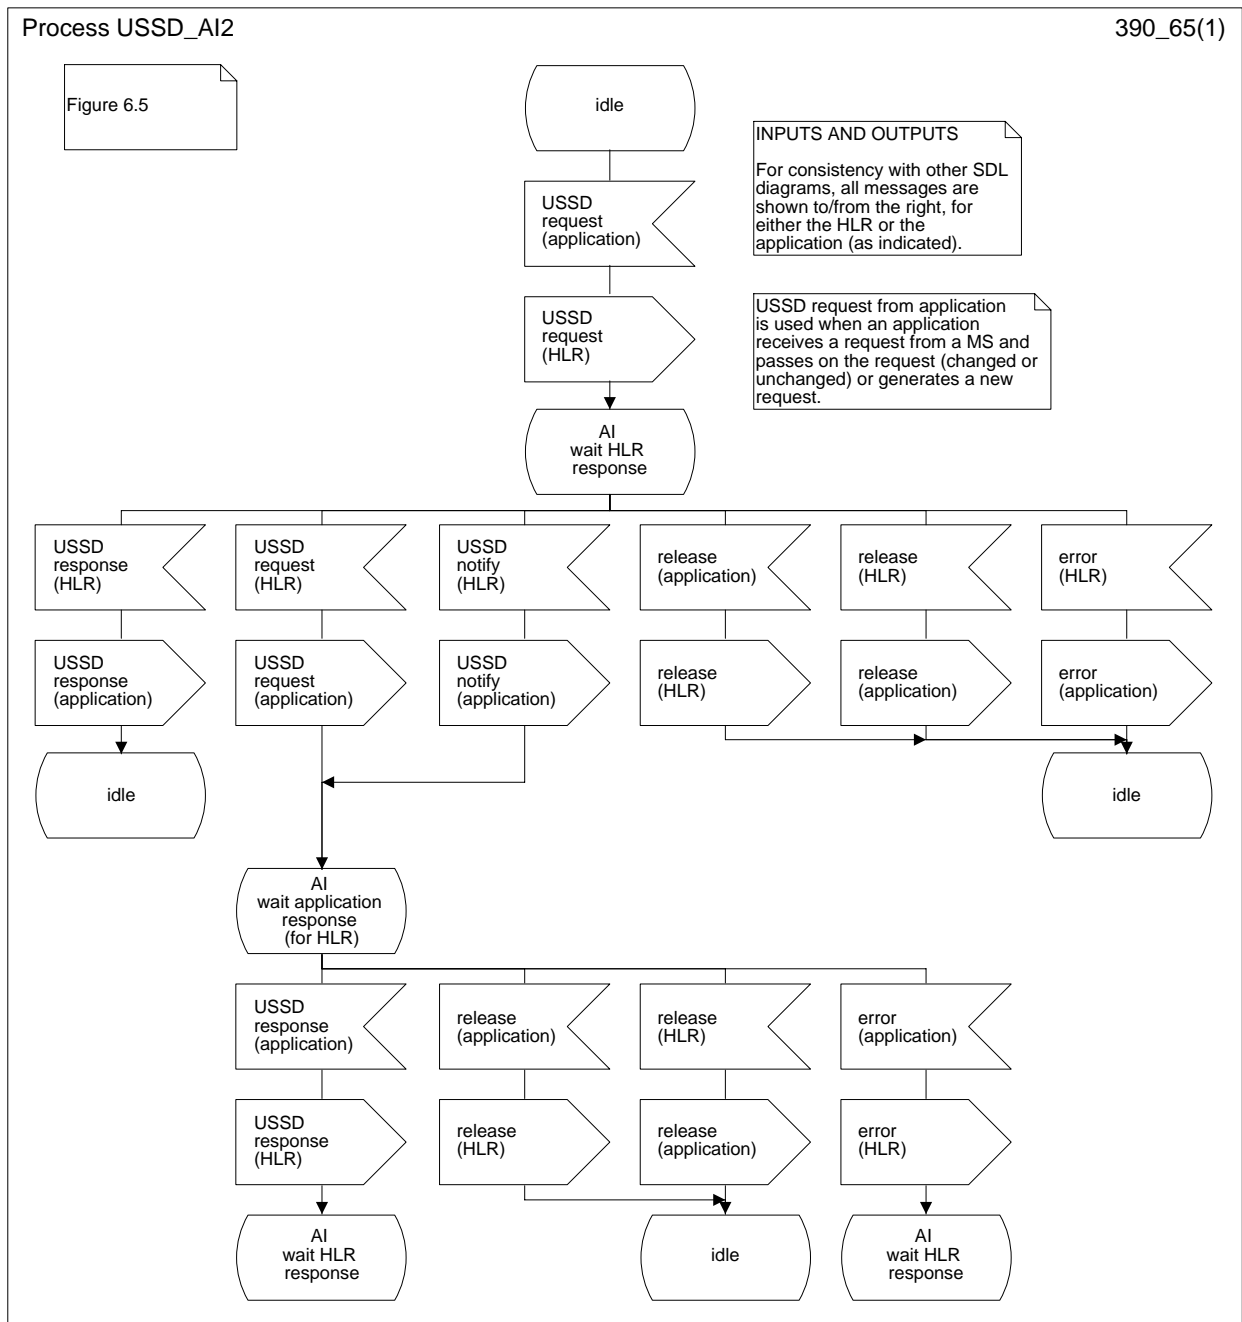 Process USSD_AI2
390_65(1)
Figure 6.5
idle
INPUTS AND OUTPUTS
For consistency with other SDL
diagrams, all messages are
shown to/from the right, for
either the HLR or the
application (as indicated).
USSD
request
(application)
USSD
request
(HLR)
USSD request from application
is used when an application
receives a request from a MS and
passes on the request (changed or
unchanged) or generates a new
request.
AI
wait HLR
response
USSD
response
(HLR)
USSD
request
(HLR)
USSD
notify
(HLR)
release
(application)
release
(HLR)
error
(HLR)
USSD
response
(application)
USSD
request
(application)
USSD
notify
(application)
release
(HLR)
release
(application)
error
(application)
idle
idle
AI
wait application
response
(for HLR)
USSD
response
(application)
release
(application)
release
(HLR)
error
(application)
USSD
response
(HLR)
release
(HLR)
release
(application)
error
(HLR)
AI
wait HLR
response
idle
AI
wait HLR
response